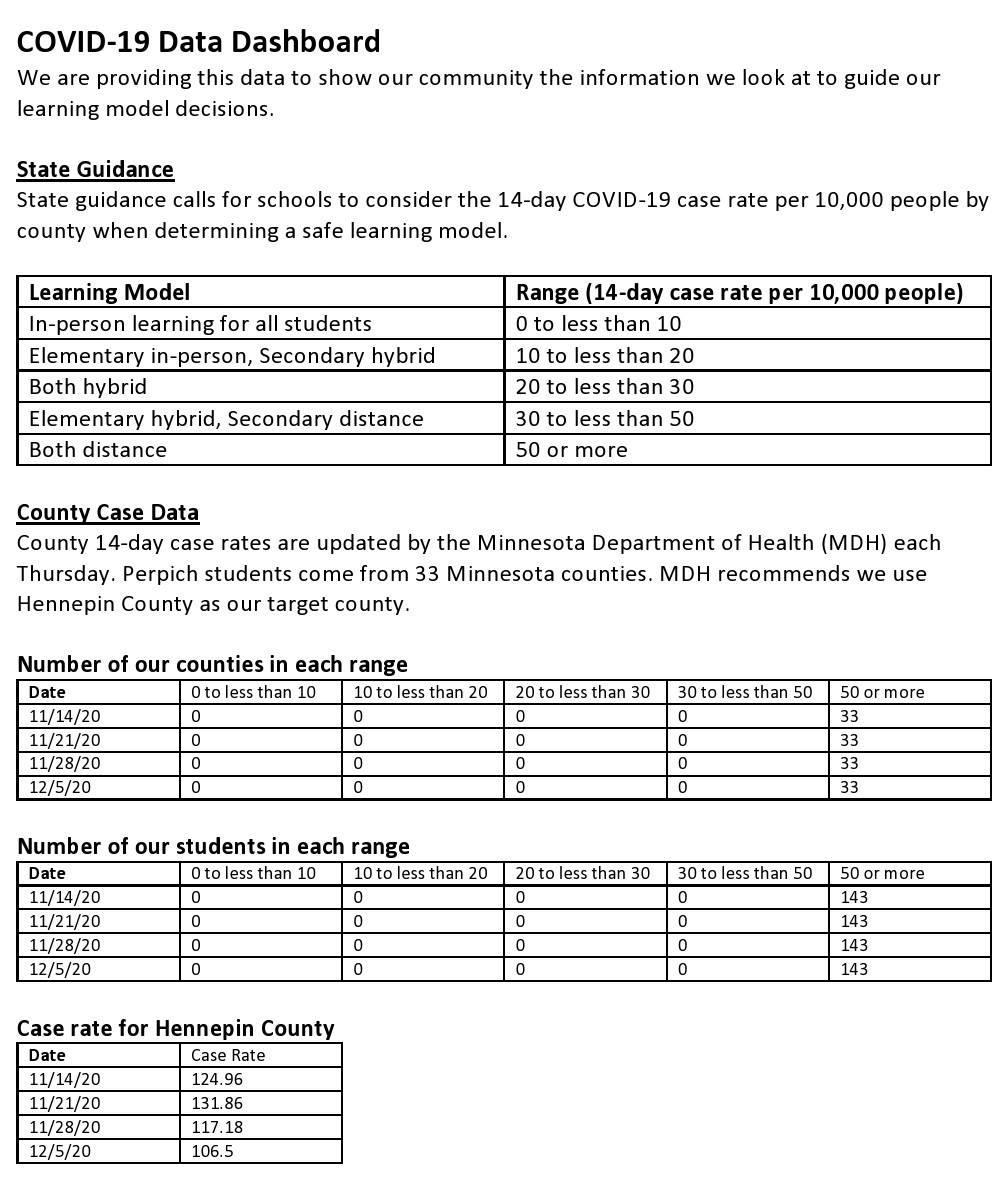 COVID-19 Data Dashboard
We are providing this data to show our community the information we look at to guide our
learning model decisions.
State Guidance
State guidance calls for schools to consider the 14-day COVID-19 case rate per 10,000 people by
county when determining a safe learning model.
Learning Model Range (14-day case rate per 10,000 people)
In-person learning for all students 0 to less than 10
Elementary in-person, Secondary hybrid 10 to less than 20
Both hybrid 20 to less than 30
Elementary hybrid, Secondary distance 30 to less than 50
Both distance 50 or more
County Case Data
County 14-day case rates are updated by the Minnesota Department of Health (MDH) each
Thursday. Perpich students come from 33 Minnesota counties. MDH recommends we use
Hennepin County as our target county.
Number of our counties in each range
Date 0 to less than 10 10 to less than 20 20 to less than 30 30 to less than 50 50 or more
11/14/20 0 0 0 0 33
11/21/20 0 0 0 0 33
11/28/20 0 0 0 0 33
12/5/20 0 0 0 0 33
Number of our students in each range
Date 0 to less than 10 10 to less than 20 20 to less than 30 30 to less than 50 50 or more
11/14/20 0 0 0 0 143
11/21/20 0 0 0 0 143
11/28/20 0 0 0 0 143
12/5/20 0 0 0 0 143
Case rate for Hennepin County
Date Case Rate
11/14/20 124.96
11/21/20 131.86
11/28/20 117.18
12/5/20 106.5